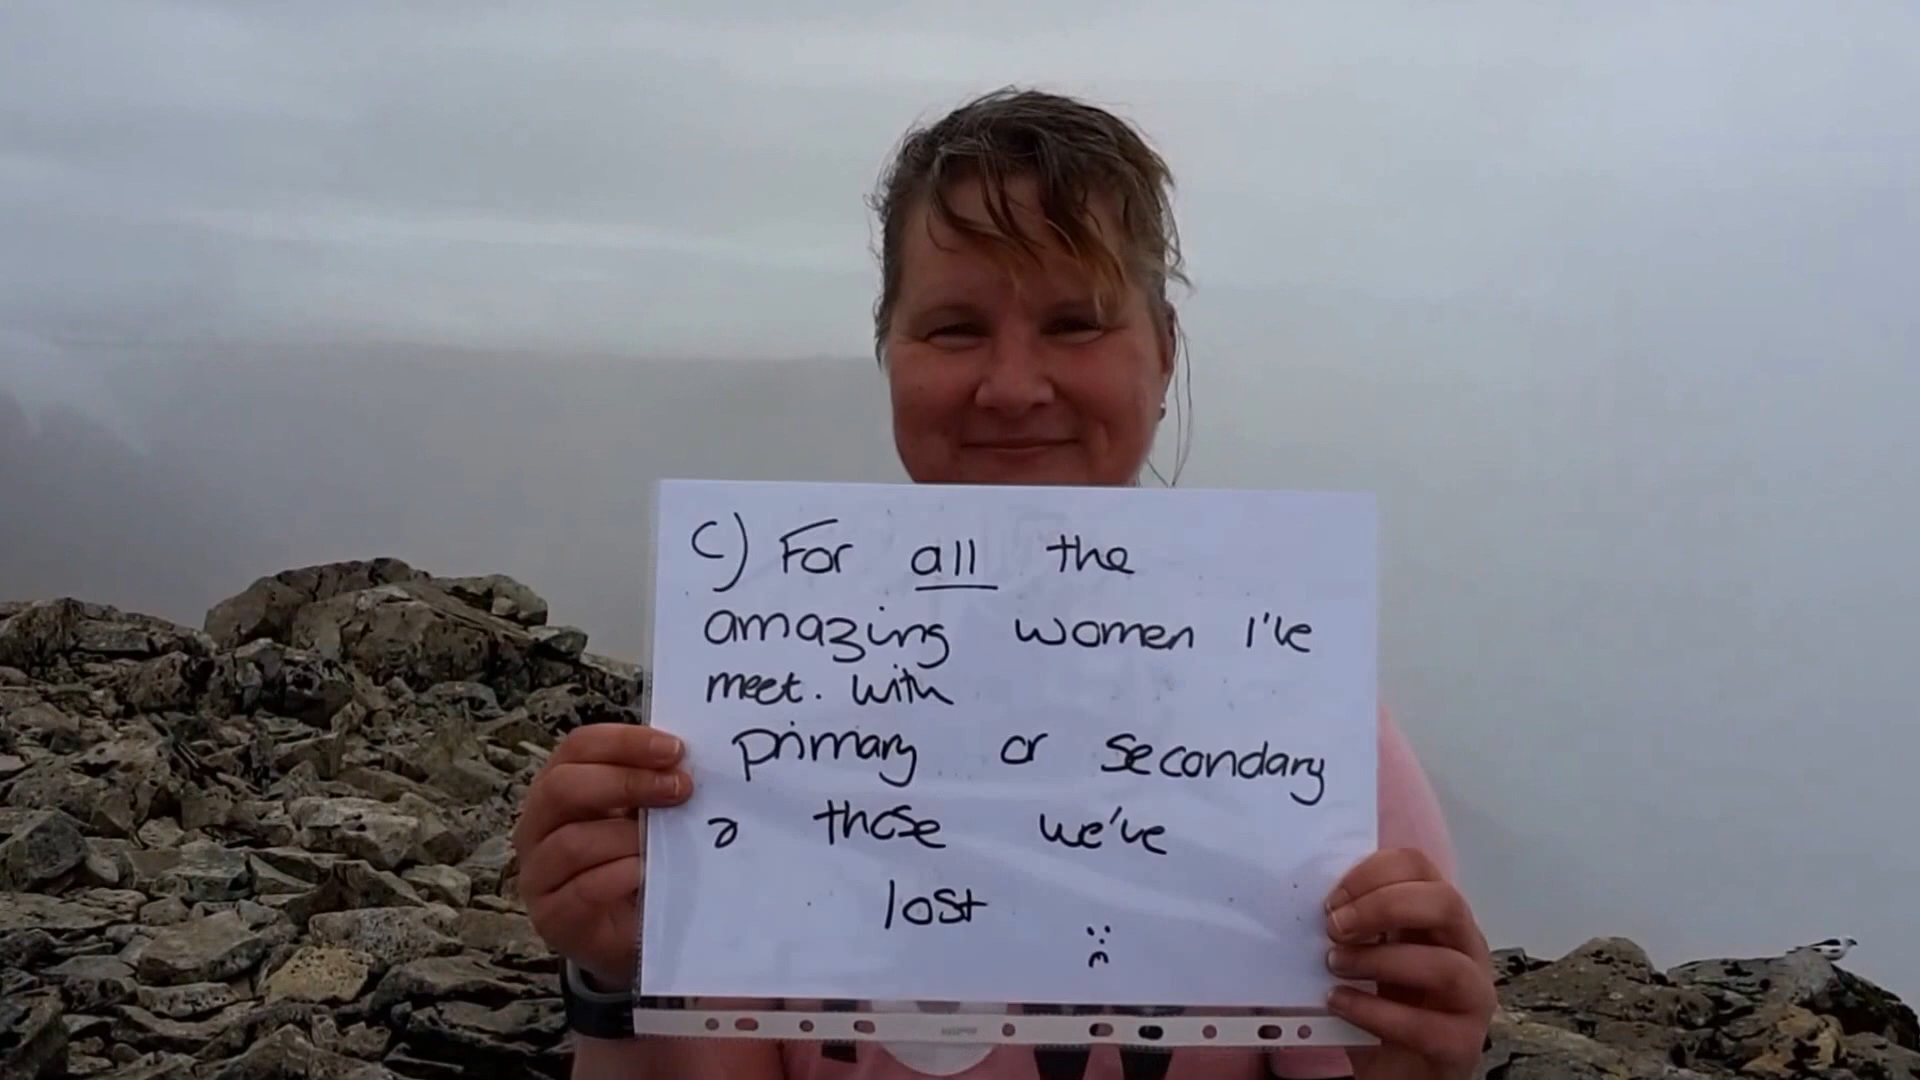 C) For all the
amazing women I've
meet. with
primary or secondary
& those we've
lost